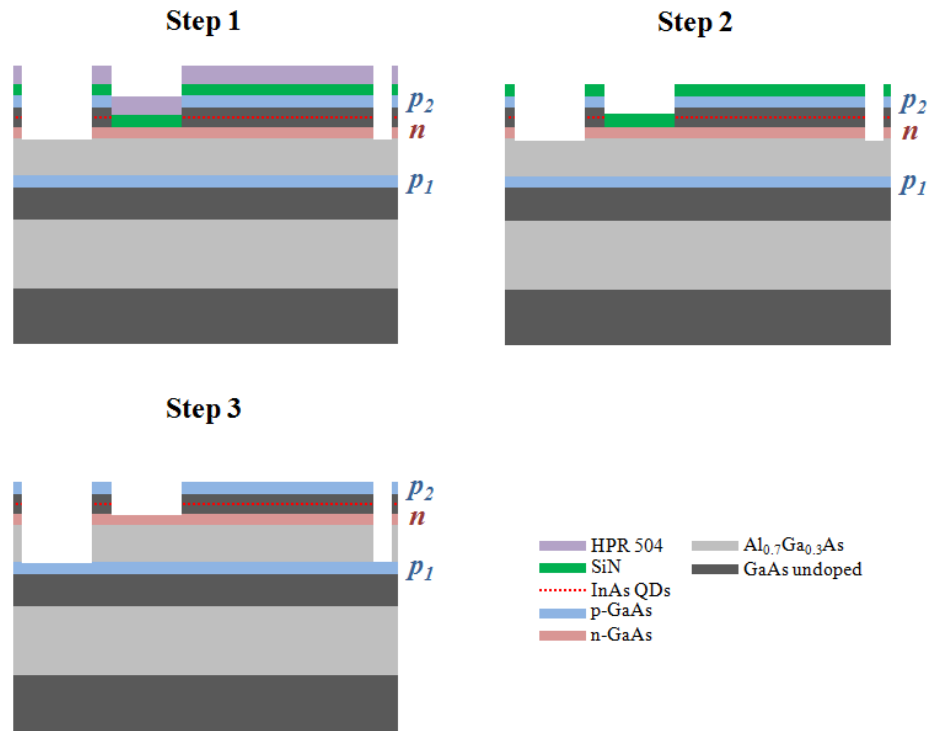 Step 1
p₂
n
p₁
Step 2
p₂
n
p₁
Step 3
p₂
n
p₁
HPR 504
SiN
InAs QDs
p-GaAs
n-GaAs
Al₀.₇Ga₀.₃As
GaAs undoped